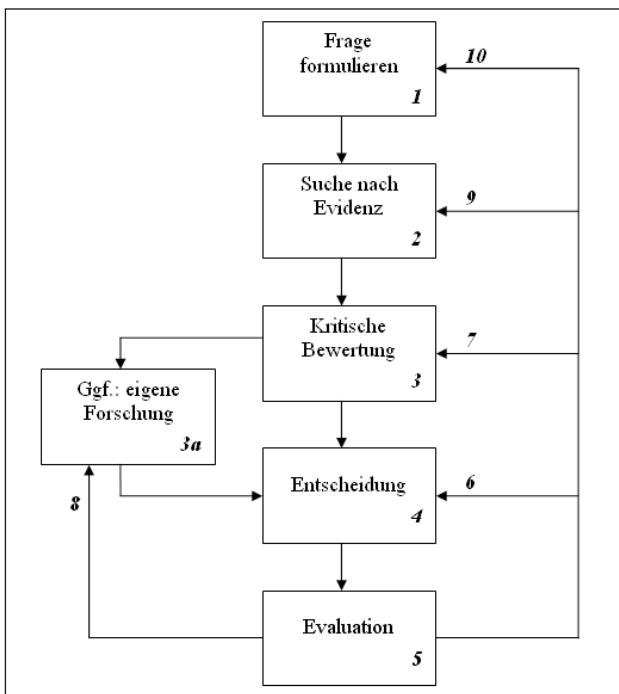 Frage
formulieren
1
10
Suche nach
Evidenz
2
9
Kritische
Bewertung
3
7
Ggf.: eigene
Forschung
3a
Entscheidung
4
6
8
Evaluation
5